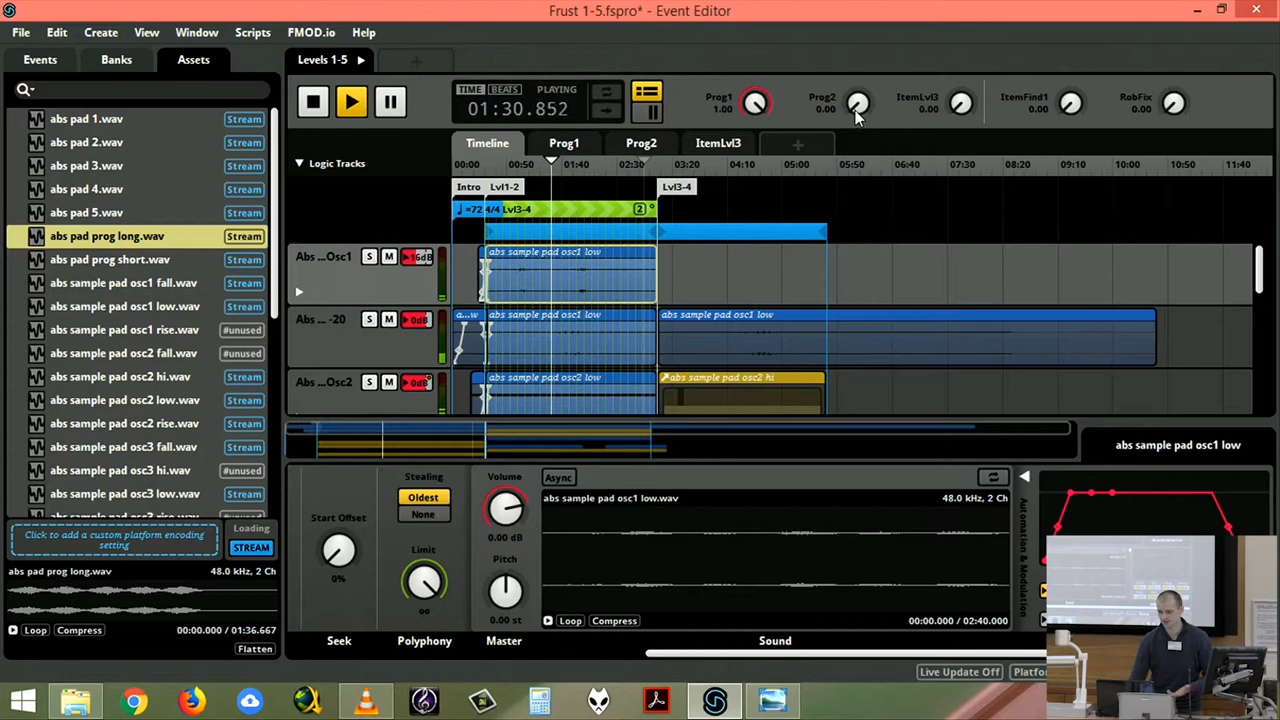 Frust 1-5.fspro* - Event Editor
File Edit Create View Window Scripts FMOD.io Help
Events Banks Assets Levels 1-5
TIME BEATS PLAYING
01:30.852
Prog1
1.00
Prog2
0.00
ItemLvl3
0.00
ItemFind1
0.00
RobFix
0.00
Timeline Prog1 Prog2 ItemLvl3
Logic Tracks
00:00 00:50 01:40 02:30 03:20 04:10 05:00 05:50 06:40 07:30 08:20 09:10 10:00 10:50 11:40
Intro Lvl1-2 Lvl3-4
=72 4/4 Lvl3-4 2
Abs ...Osc1 S M 16dB
abs sample pad osc1 low
Abs ... -20 S M 0dB
a...w abs sample pad osc1 low abs sample pad osc1 low
Abs ...Osc2 S M 0dB
abs sample pad osc2 low abs sample pad osc2 hi
abs pad 1.wav Stream
abs pad 2.wav Stream
abs pad 3.wav Stream
abs pad 4.wav Stream
abs pad 5.wav Stream
abs pad prog long.wav Stream
abs pad prog short.wav Stream
abs sample pad osc1 fall.wav Stream
abs sample pad osc1 low.wav Stream
abs sample pad osc1 rise.wav #unused
abs sample pad osc2 fall.wav #unused
abs sample pad osc2 hi.wav Stream
abs sample pad osc2 low.wav Stream
abs sample pad osc2 rise.wav Stream
abs sample pad osc3 fall.wav Stream
abs sample pad osc3 hi.wav #unused
abs sample pad osc3 low.wav Stream
abs sample pad osc3 rise.wav #unused
Click to add a custom platform encoding
setting
Loading
STREAM
abs pad prog long.wav 48.0 kHz, 2 Ch
Loop Compress 00:00.000 / 01:36.667
Flatten
abs sample pad osc1 low
Start Offset
0%
Seek
Stealing
Oldest
None
Limit
∞
Polyphony
Volume
0.00 dB
Pitch
0.00 st
Master
Async
abs sample pad osc1 low.wav 48.0 kHz, 2 Ch
Loop Compress 00:00.000 / 02:40.000
Sound
Automation & Modulation
Live Update Off
Platfor